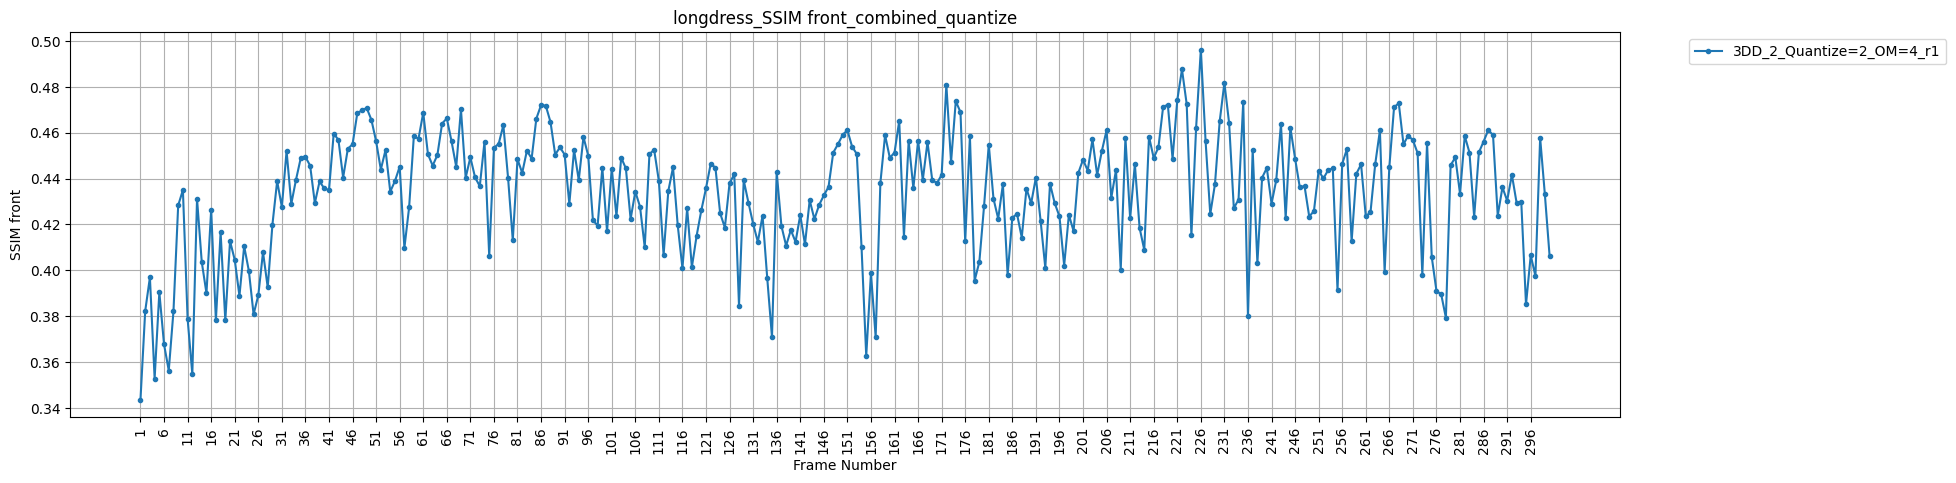 longdress_SSIM front_combined_quantize
3DD_2_Quantize=2_OM=4_r1
SSIM front
0.50
0.48
0.46
0.44
0.42
0.40
0.38
0.36
0.34
1 6 11 16 21 26 31 36 41 46 51 56 61 66 71 76 81 86 91 96 101 106 111 116 121 126 131 136 141 146 151 156 161 166 171 176 181 186 191 196 201 206 211 216 221 226 231 236 241 246 251 256 261 266 271 276 281 286 291 296
Frame Number